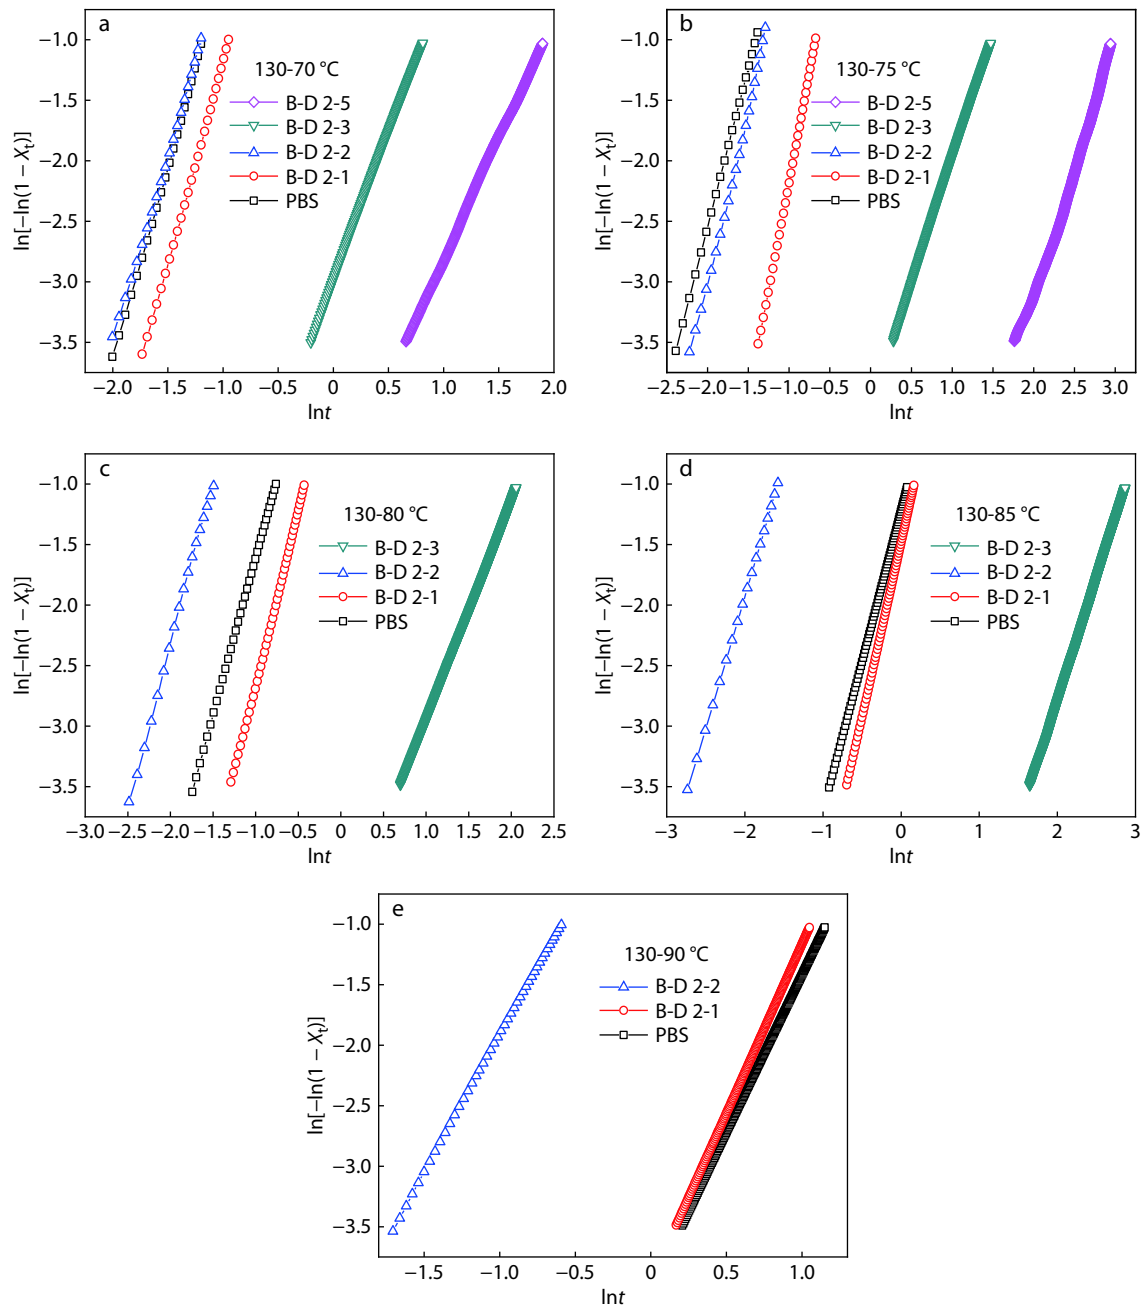 a
130-70 °C
B-D 2-5
B-D 2-3
B-D 2-2
B-D 2-1
PBS
ln[−ln(1 − Xt)]
−1.0
−1.5
−2.0
−2.5
−3.0
−3.5
−2.0 −1.5 −1.0 −0.5 0 0.5 1.0 1.5 2.0
lnt
b
130-75 °C
B-D 2-5
B-D 2-3
B-D 2-2
B-D 2-1
PBS
ln[−ln(1 − Xt)]
−1.0
−1.5
−2.0
−2.5
−3.0
−3.5
−2.5 −2.0 −1.5 −1.0 −0.5 0 0.5 1.0 1.5 2.0 2.5 3.0
lnt
c
130-80 °C
B-D 2-3
B-D 2-2
B-D 2-1
PBS
ln[−ln(1 − Xt)]
−1.0
−1.5
−2.0
−2.5
−3.0
−3.5
−3.0 −2.5 −2.0 −1.5 −1.0 −0.5 0 0.5 1.0 1.5 2.0 2.5
lnt
d
130-85 °C
B-D 2-3
B-D 2-2
B-D 2-1
PBS
ln[−ln(1 − Xt)]
−1.0
−1.5
−2.0
−2.5
−3.0
−3.5
−3 −2 −1 0 1 2 3
lnt
e
130-90 °C
B-D 2-2
B-D 2-1
PBS
ln[−ln(1 − Xt)]
−1.0
−1.5
−2.0
−2.5
−3.0
−3.5
−1.5 −1.0 −0.5 0 0.5 1.0
lnt